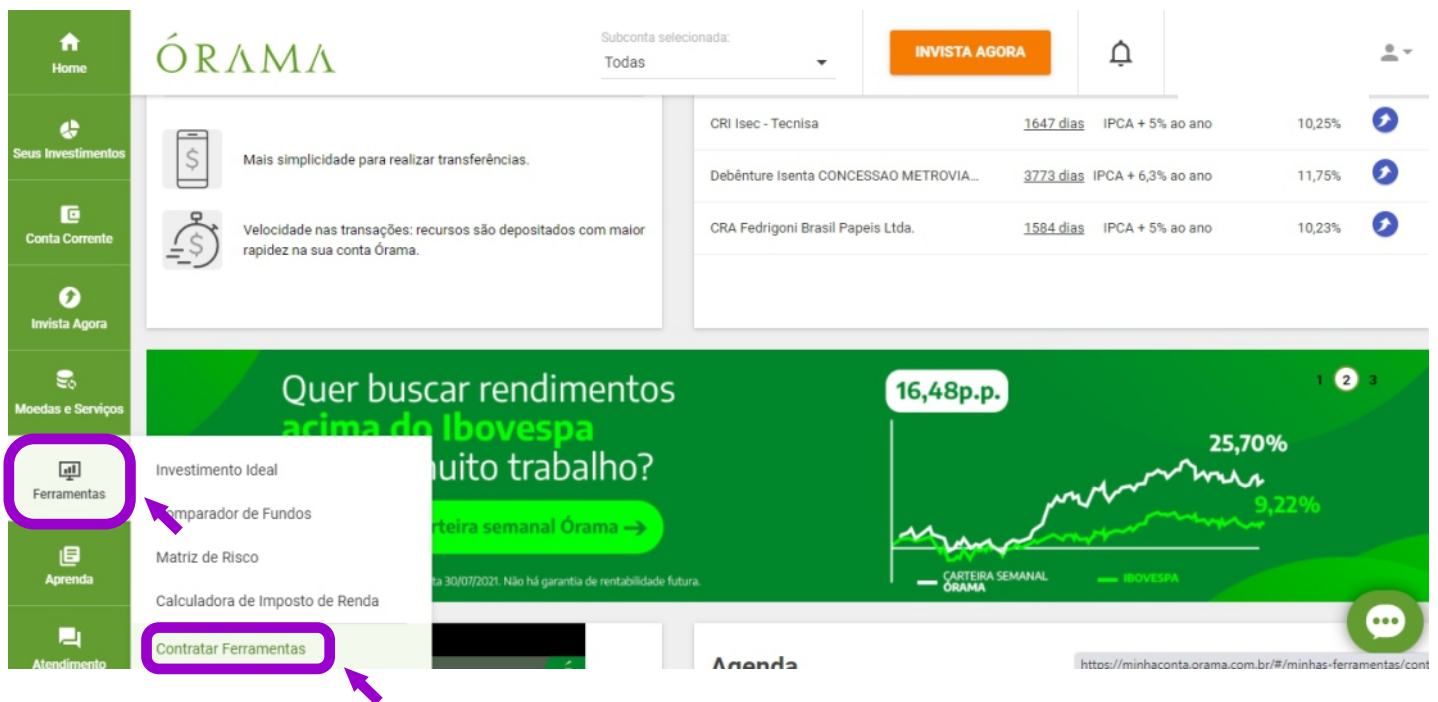 Home
Seus Investimentos
Conta Corrente
Invista Agora
Moedas e Serviços
Ferramentas
Aprenda
Atendimento
ÓRAMA
Subconta selecionada:
Todas
INVISTA AGORA
Mais simplicidade para realizar transferências.
Velocidade nas transações: recursos são depositados com maior
rapidez na sua conta Órama.
CRI Isec - Tecnisa 1647 dias IPCA + 5% ao ano 10,25%
Debênture Isenta CONCESSAO METROVIA... 3773 dias IPCA + 6,3% ao ano 11,75%
CRA Fedrigoni Brasil Papeis Ltda. 1584 dias IPCA + 5% ao ano 10,23%
Quer buscar rendimentos
acima do Ibovespa
trabalho?
semanal Órama
30/07/2021. Não há garantia de rentabilidade futura.
16,48p.p.
1 2 3
25,70%
9,22%
CARTEIRA SEMANAL
ÓRAMA
IBOVESPA
Investimento Ideal
Comparador de Fundos
Matriz de Risco
Calculadora de Imposto de Renda
Contratar Ferramentas
Agenda
https://minhaconta.orama.com.br/#/minhas-ferramentas/cont